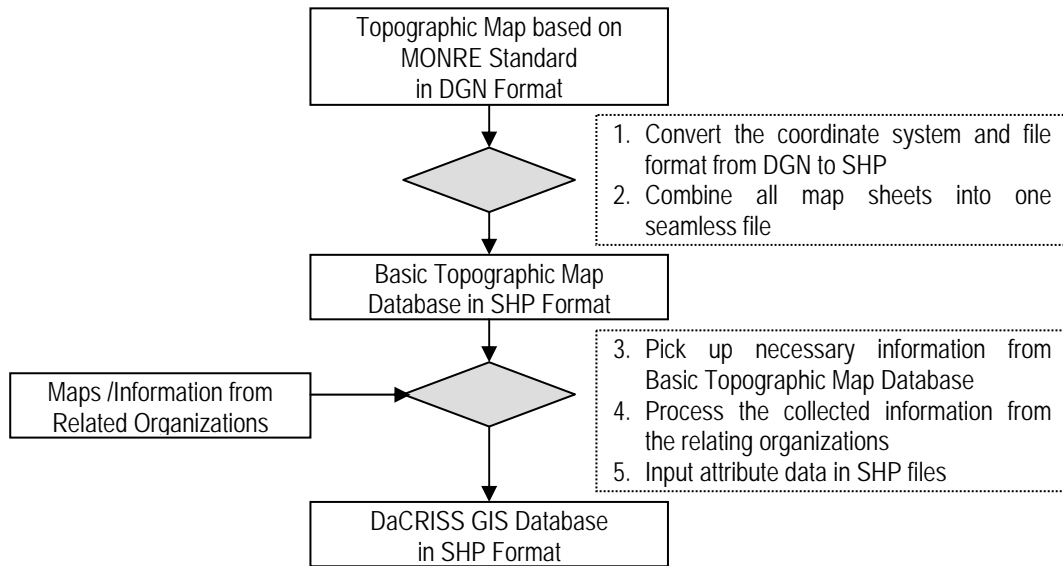 Topographic Map based on
MONRE Standard
in DGN Format
1. Convert the coordinate system and file
format from DGN to SHP
2. Combine all map sheets into one
seamless file
Basic Topographic Map
Database in SHP Format
3. Pick up necessary information from
Basic Topographic Map Database
4. Process the collected information from
the relating organizations
5. Input attribute data in SHP files
Maps /Information from
Related Organizations
DaCRISS GIS Database
in SHP Format